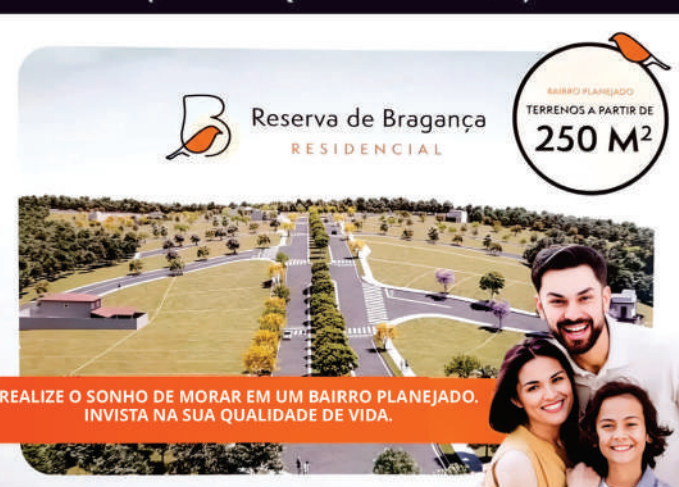 Reserva de Bragança
RESIDENCIAL
BAIRRO PLANEJADO
TERRENOS A PARTIR DE
250 M²
REALIZE O SONHO DE MORAR EM UM BAIRRO PLANEJADO.
INVISTA NA SUA QUALIDADE DE VIDA.